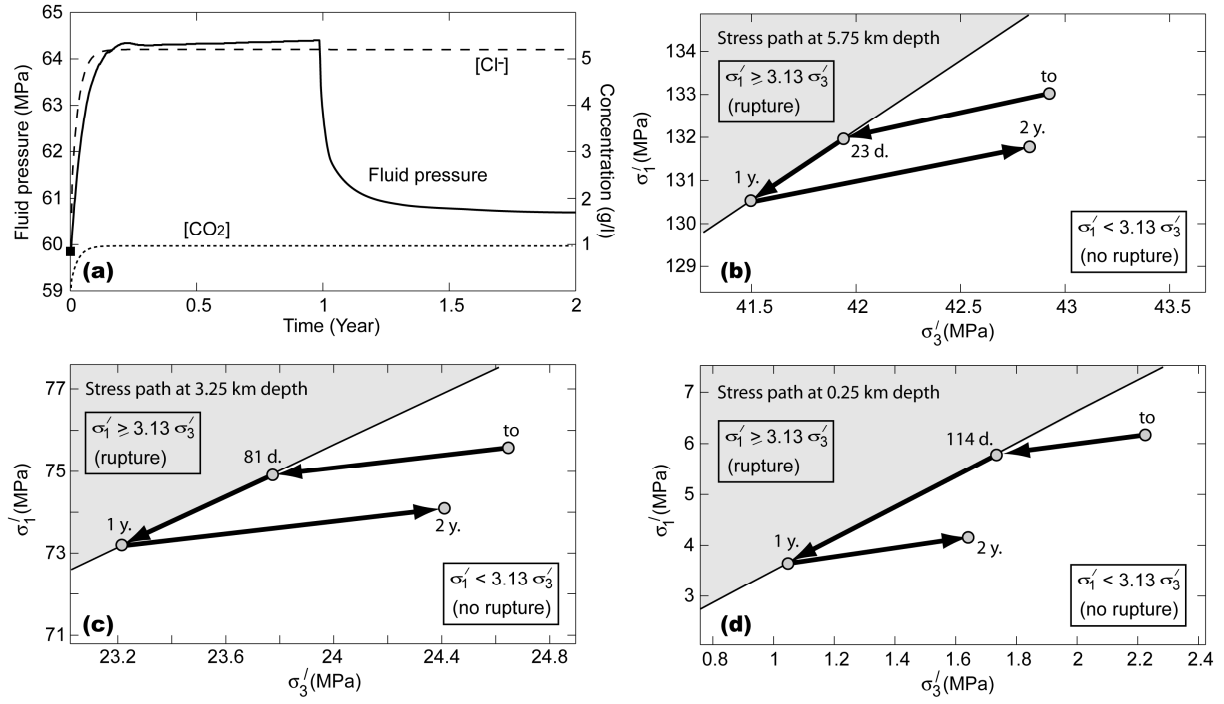 65
64
63
62
61
60
59
Fluid pressure (MPa)
[Cl-]
Fluid pressure
[CO2]
(a)
5
4
3
2
1
Concentration (g/l)
0
0.5
1
1.5
2
Time (Year)
Stress path at 5.75 km depth
σ1′ ⩾ 3.13 σ3′
(rupture)
to
2 y.
23 d.
1 y.
σ1′ < 3.13 σ3′
(no rupture)
(b)
134
133
132
131
130
129
σ1′(MPa)
41.5
42
42.5
43
43.5
σ3′(MPa)
Stress path at 3.25 km depth
σ1′ ⩾ 3.13 σ3′
(rupture)
to
81 d.
1 y.
2 y.
σ1′ < 3.13 σ3′
(no rupture)
(c)
77
75
73
71
σ1′(MPa)
23.2
23.6
24
24.4
24.8
σ3′(MPa)
Stress path at 0.25 km depth
σ1′ ⩾ 3.13 σ3′
(rupture)
to
114 d.
1 y.
2 y.
σ1′ < 3.13 σ3′
(no rupture)
(d)
7
6
5
4
3
σ1′(MPa)
0.8
1
1.2
1.4
1.6
1.8
2
2.2
2.4
σ3′(MPa)